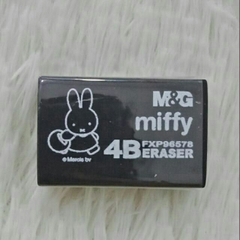 M&G
miffy
4B FXP96578
ERASER
© Mercis bv